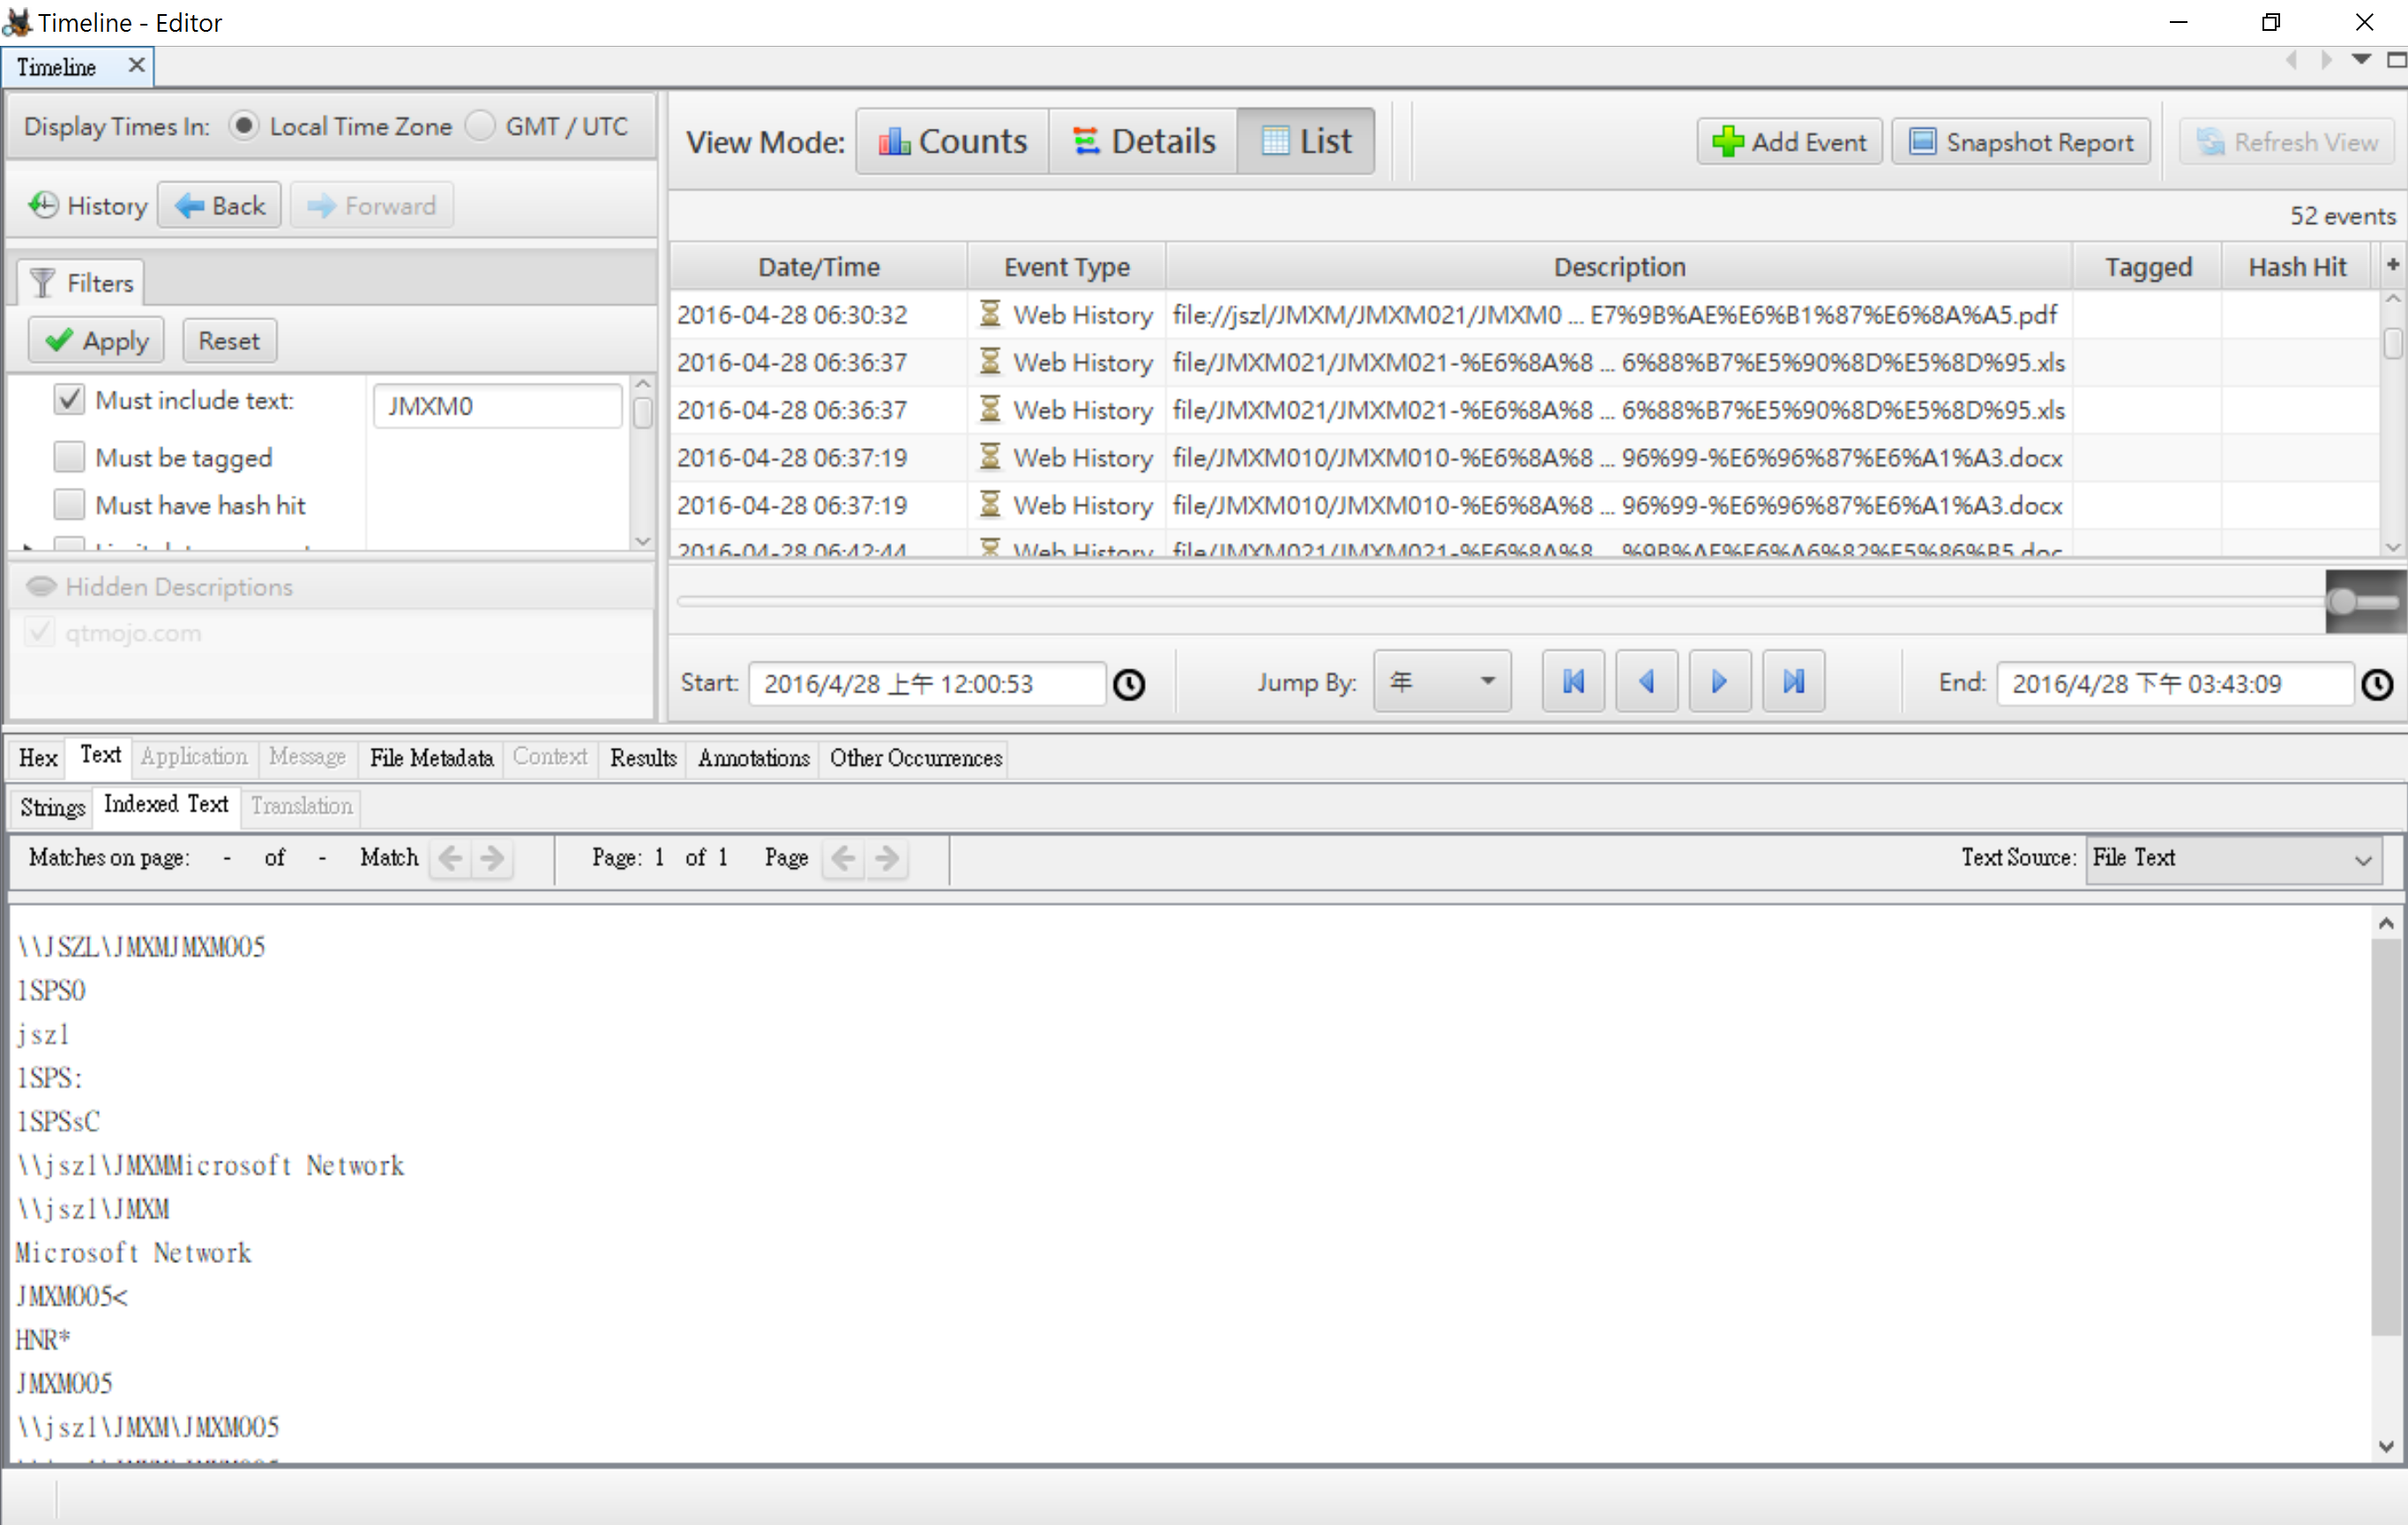 Timeline - Editor
Timeline
Display Times In: Local Time Zone GMT / UTC
History Back Forward
Filters
Apply Reset
Must include text: JMXM0
Must be tagged
Must have hash hit
Hidden Descriptions
qtmojo.com
View Mode: Counts Details List Add Event Snapshot Report Refresh View
52 events
Date/Time Event Type Description Tagged Hash Hit +
2016-04-28 06:30:32 Web History file://jszl/JMXM/JMXM021/JMXM0 ... E7%9B%AE%E6%B1%87%E6%8A%A5.pdf
2016-04-28 06:36:37 Web History file/JMXM021/JMXM021-%E6%8A%8 ... 6%88%B7%E5%90%8D%E5%8D%95.xls
2016-04-28 06:36:37 Web History file/JMXM021/JMXM021-%E6%8A%8 ... 6%88%B7%E5%90%8D%E5%8D%95.xls
2016-04-28 06:37:19 Web History file/JMXM010/JMXM010-%E6%8A%8 ... 96%99-%E6%96%87%E6%A1%A3.docx
2016-04-28 06:37:19 Web History file/JMXM010/JMXM010-%E6%8A%8 ... 96%99-%E6%96%87%E6%A1%A3.docx
2016-04-28 06:42:44 Web History file/JMXM021/JMXM021-%E6%8A%8 ... %9B%AE%E6%A6%82%E5%86%B5.doc
Start: 2016/4/28 上午 12:00:53 Jump By: 年 End: 2016/4/28 下午 03:43:09
Hex Text Application Message File Metadata Context Results Annotations Other Occurrences
Strings Indexed Text Translation
Matches on page: - of - Match Page: 1 of 1 Page Text Source: File Text
\\JSZL\JMXMJMXM005
1SPS0
jszl
1SPS:
1SPSsC
\\jszl\JMXMMicrosoft Network
\\jszl\JMXM
Microsoft Network
JMXM005<
HNR*
JMXM005
\\jszl\JMXM\JMXM005